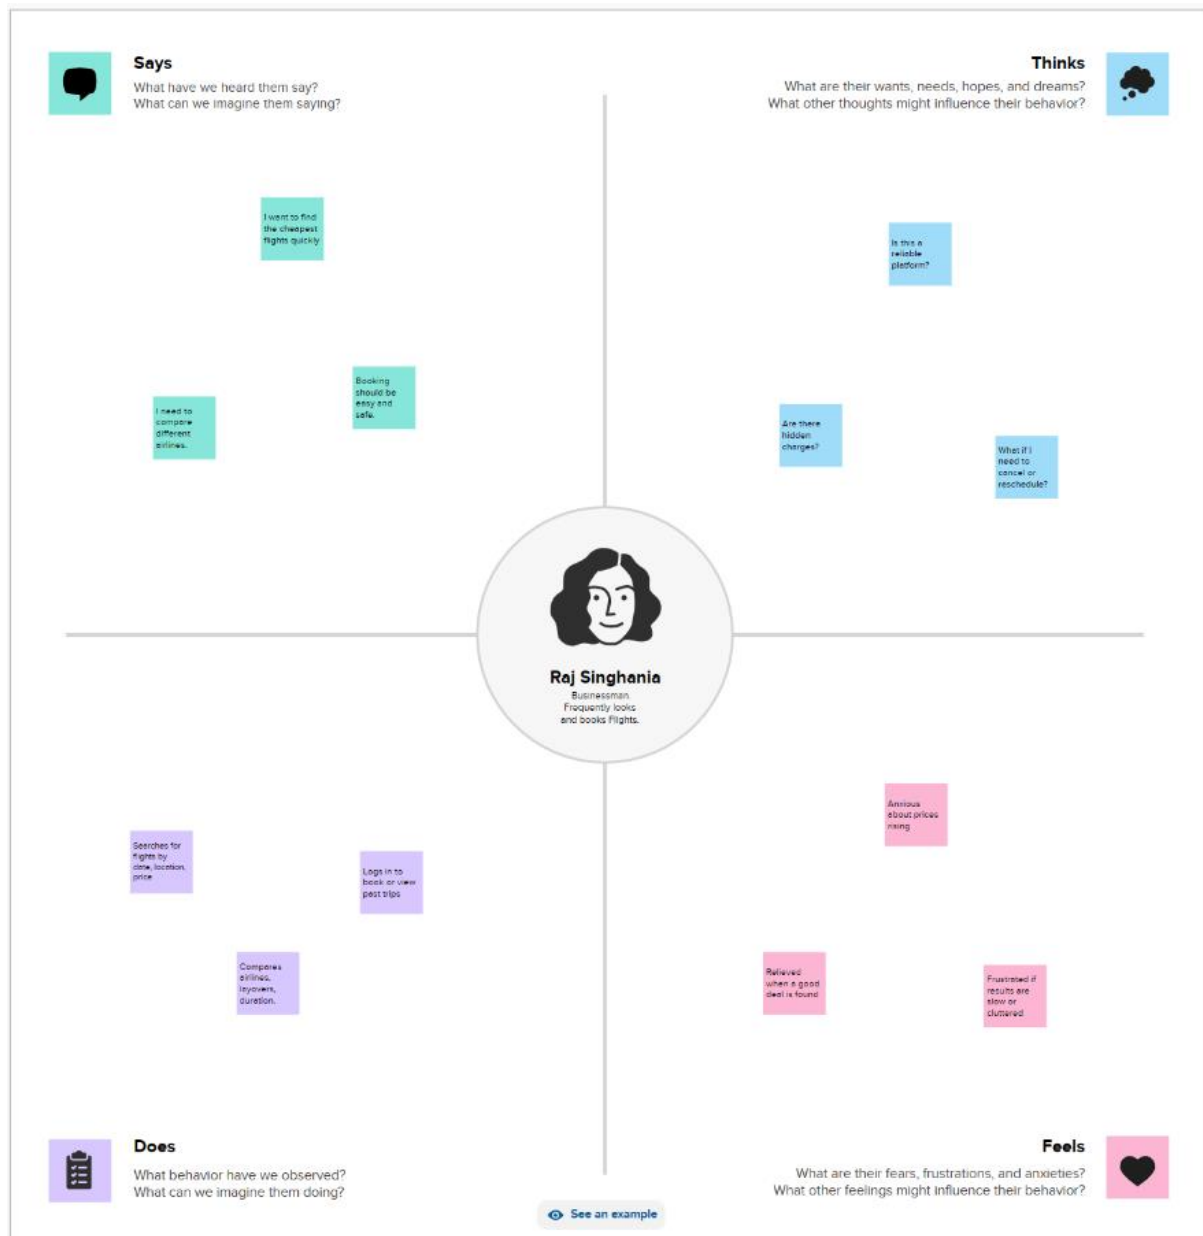 Says
What have we heard them say?
What can we imagine them saying?
Thinks
What are their wants, needs, hopes, and dreams?
What other thoughts might influence their behavior?
I want to find
the cheapest
flights quickly
Is this a
reliable
platform?
I need to
compare
different
airlines.
Booking
should be
easy and
safe.
Are there
hidden
charges?
What if I
need to
cancel or
reschedule?
Raj Singhania
Businessman.
Frequently looks
and books Flights.
Searches for
flights by
date, location,
price
Logs in to
book or view
past trips
Compares
airlines,
layovers,
duration.
Anxious
about prices
rising
Relieved
when a good
deal is found
Frustrated if
results are
slow or
cluttered
Does
What behavior have we observed?
What can we imagine them doing?
Feels
What are their fears, frustrations, and anxieties?
What other feelings might influence their behavior?
See an example